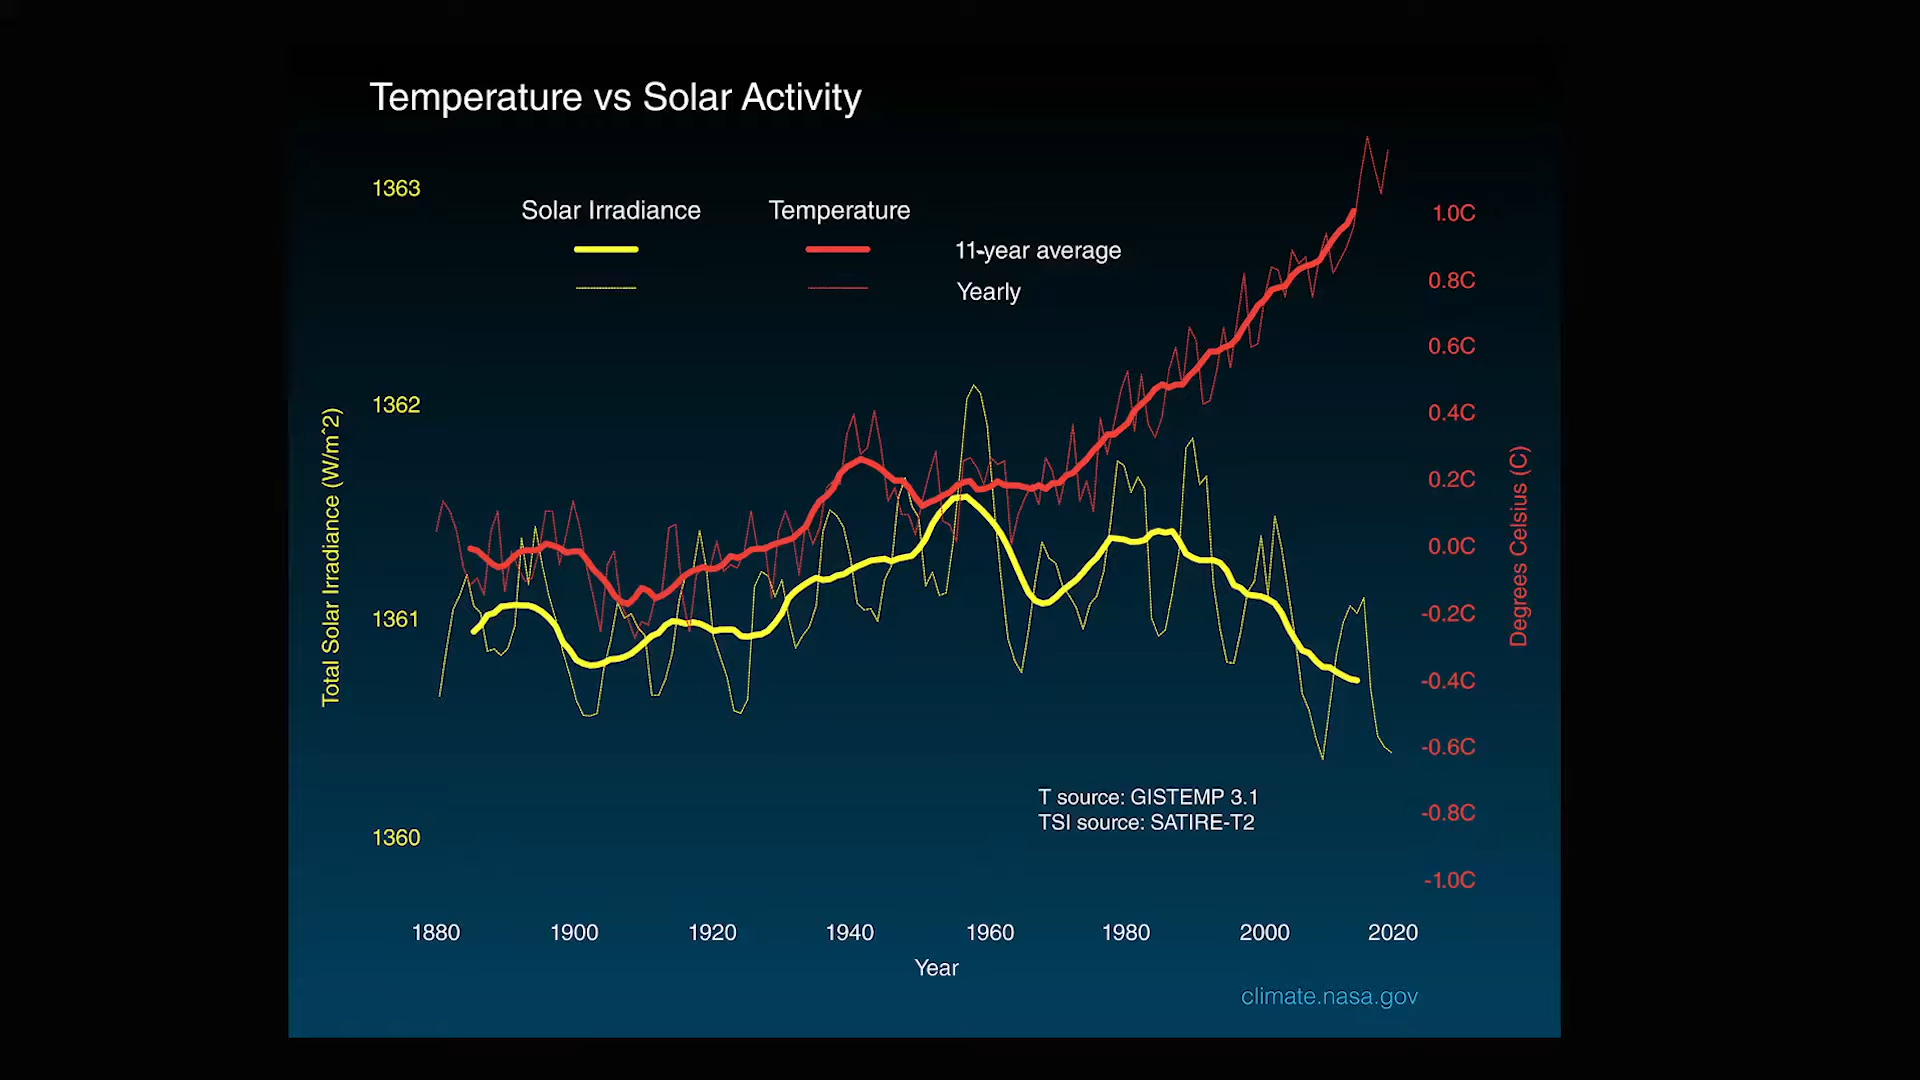 Temperature vs Solar Activity
Solar Irradiance Temperature
11-year average
Yearly
1363
1362
1361
1360
Total Solar Irradiance (W/m^2)
1.0C
0.8C
0.6C
0.4C
0.2C
0.0C
-0.2C
-0.4C
-0.6C
-0.8C
-1.0C
Degrees Celsius (C)
T source: GISTEMP 3.1
TSI source: SATIRE-T2
1880 1900 1920 1940 1960 1980 2000 2020
Year
climate.nasa.gov